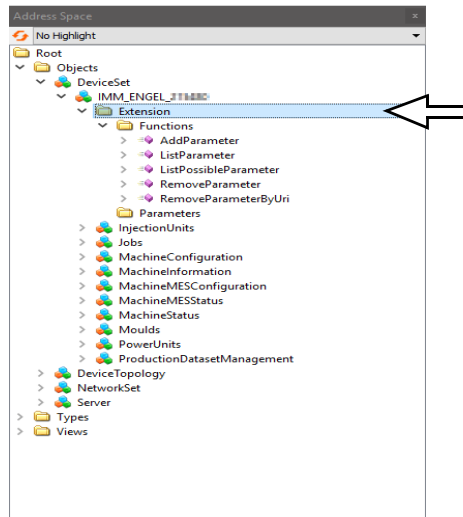 Address Space
No Highlight
Root
Objects
DeviceSet
IMM_ENGEL_
Extension
Functions
AddParameter
ListParameter
ListPossibleParameter
RemoveParameter
RemoveParameterByUri
Parameters
InjectionUnits
Jobs
MachineConfiguration
MachineInformation
MachineMESConfiguration
MachineMESStatus
MachineStatus
Moulds
PowerUnits
ProductionDatasetManagement
DeviceTopology
NetworkSet
Server
Types
Views